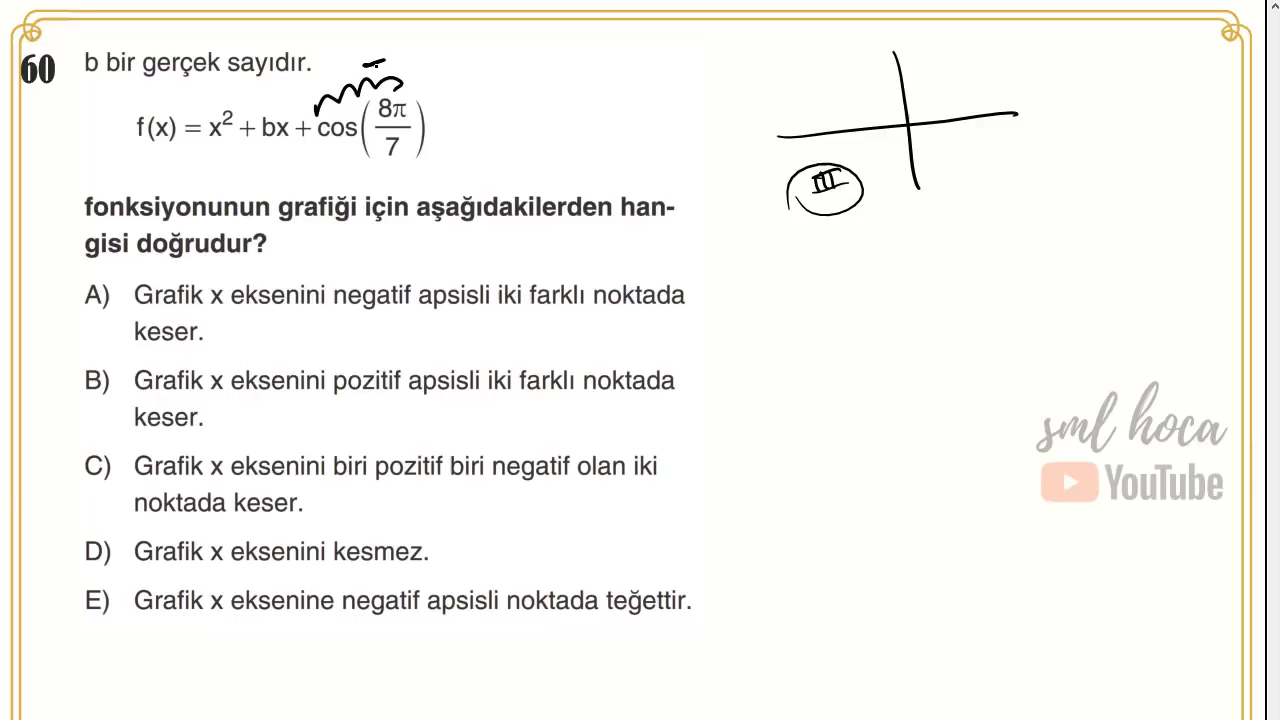 60
b bir gerçek sayıdır.
f(x) = x² + bx + cos(8π/7)
fonksiyonunun grafiği için aşağıdakilerden han-
gisi doğrudur?
A) Grafik x eksenini negatif apsisli iki farklı noktada
keser.
B) Grafik x eksenini pozitif apsisli iki farklı noktada
keser.
C) Grafik x eksenini biri pozitif biri negatif olan iki
noktada keser.
D) Grafik x eksenini kesmez.
E) Grafik x eksenine negatif apsisli noktada teğettir.
III
sml hoca
YouTube